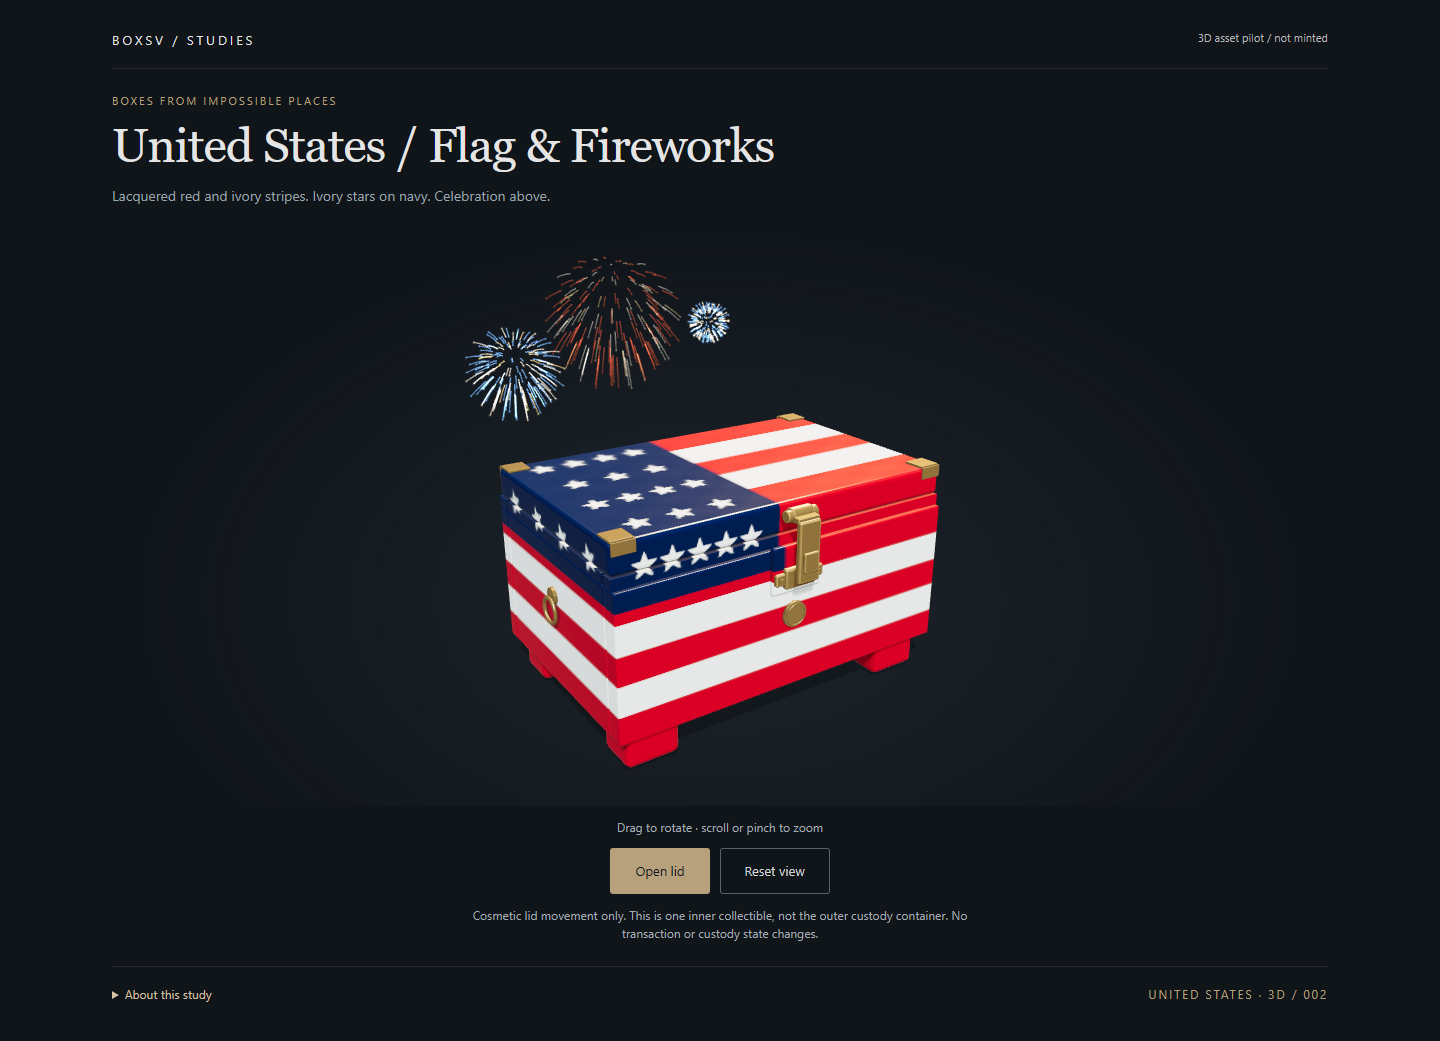 BOXSV / STUDIES
3D asset pilot / not minted
BOXES FROM IMPOSSIBLE PLACES
United States / Flag & Fireworks
Lacquered red and ivory stripes. Ivory stars on navy. Celebration above.
Drag to rotate · scroll or pinch to zoom
Open lid
Reset view
Cosmetic lid movement only. This is one inner collectible, not the outer custody container. No
transaction or custody state changes.
About this study
UNITED STATES · 3D / 002